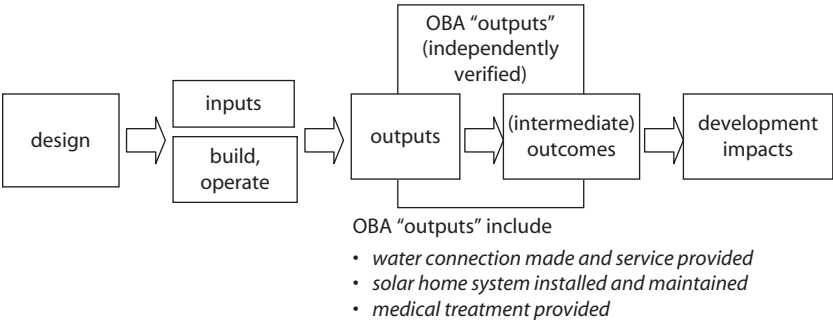 OBA “outputs”
(independently
verified)
design
inputs
build,
operate
outputs
(intermediate)
outcomes
development
impacts
OBA “outputs” include
• water connection made and service provided
• solar home system installed and maintained
• medical treatment provided